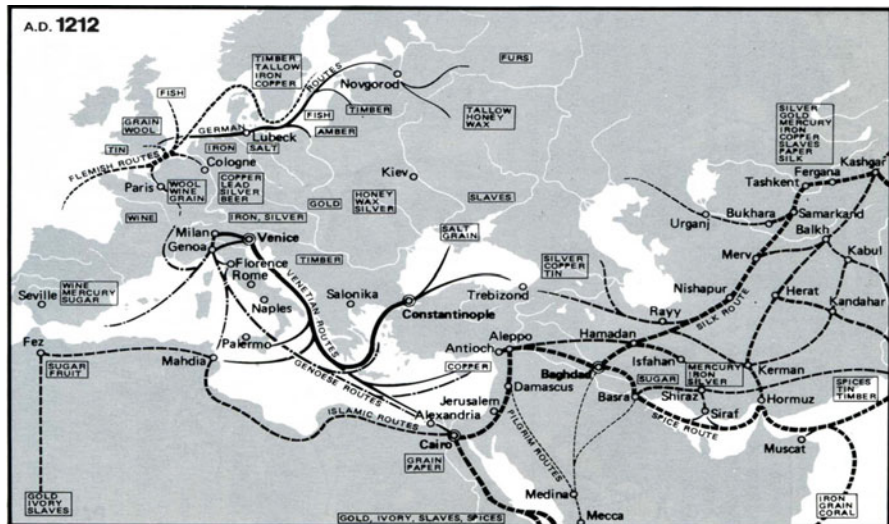 A.D. 1212
TIMBER
TALLOW
IRON
COPPER
ROUTES
Novgorod
FURS
FISH
TIMBER
FISH
TALLOW
HONEY
WAX
GRAIN
WOOL
GERMAN
Lubeck
AMBER
TIN
IRON
SALT
FLEMISH ROUTES
Cologne
Paris
WOOL
WINE
GRAIN
COPPER
LEAD
SILVER
BEER
Kiev
HONEY
WAX
SILVER
GOLD
SLAVES
WINE
IRON, SILVER
SILVER
GOLD
MERCURY
IRON
COPPER
SLAVES
PAPER
SILK
Kashgar
Fergana
Tashkent
Urganj
Bukhara
Samarkand
Balkh
Merv
Kabul
Milan
Venice
Genoa
Florence
Rome
TIMBER
SALT
GRAIN
SILVER
COPPER
TIN
Nishapur
Herat
Kandahar
WINE
MERCURY
SUGAR
Seville
Naples
VENETIAN ROUTES
Salonika
Constantinople
Trebizond
Rayy
SILK ROUTE
Fez
Palermo
Mahdia
Aleppo
Antioch
Hamadan
Isfahan
Kerman
SUGAR
FRUIT
GENOESE ROUTES
COPPER
Baghdad
Damascus
MERCURY
IRON
SILVER
SUGAR
Shiraz
SPICES
TIN
TIMBER
Jerusalem
Basra
Siraf
Hormuz
ISLAMIC ROUTES
Alexandria
Cairo
PILGRIM ROUTES
SPICE ROUTE
Muscat
GRAIN
PAPER
GOLD
IVORY
SLAVES
Medina
Mecca
IRON
GRAIN
CORAL
GOLD, IVORY, SLAVES, SPICES